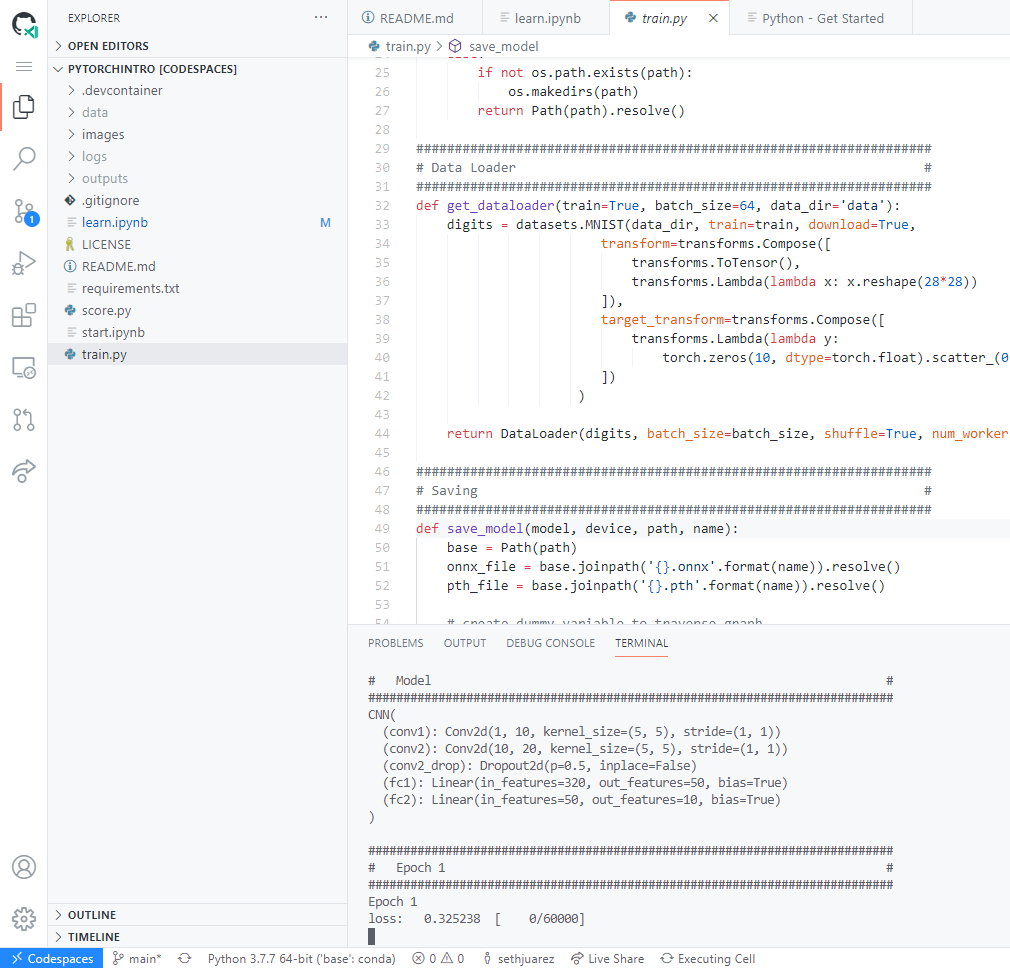 EXPLORER
OPEN EDITORS
PYTORCHINTRO [CODESPACES]
.devcontainer
data
images
logs
outputs
.gitignore
learn.ipynb M
LICENSE
README.md
requirements.txt
score.py
start.ipynb
train.py
1
OUTLINE
TIMELINE
README.md learn.ipynb train.py Python - Get Started
train.py save_model
25 if not os.path.exists(path):
26 os.makedirs(path)
27 return Path(path).resolve()
28
29 ###################################################################
30 # Data Loader #
31 ###################################################################
32 def get_dataloader(train=True, batch_size=64, data_dir='data'):
33 digits = datasets.MNIST(data_dir, train=train, download=True,
34 transform=transforms.Compose([
35 transforms.ToTensor(),
36 transforms.Lambda(lambda x: x.reshape(28*28))
37 ]),
38 target_transform=transforms.Compose([
39 transforms.Lambda(lambda y:
40 torch.zeros(10, dtype=torch.float).scatter_(0
41 ])
42 )
43
44 return DataLoader(digits, batch_size=batch_size, shuffle=True, num_worker
45
46 ###################################################################
47 # Saving #
48 ###################################################################
49 def save_model(model, device, path, name):
50 base = Path(path)
51 onnx_file = base.joinpath('{}.onnx'.format(name)).resolve()
52 pth_file = base.joinpath('{}.pth'.format(name)).resolve()
53
54 # create dummy variable to traverse graph
PROBLEMS OUTPUT DEBUG CONSOLE TERMINAL
# Model #
###########################################################################
CNN(
(conv1): Conv2d(1, 10, kernel_size=(5, 5), stride=(1, 1))
(conv2): Conv2d(10, 20, kernel_size=(5, 5), stride=(1, 1))
(conv2_drop): Dropout2d(p=0.5, inplace=False)
(fc1): Linear(in_features=320, out_features=50, bias=True)
(fc2): Linear(in_features=50, out_features=10, bias=True)
)
###########################################################################
# Epoch 1 #
###########################################################################
Epoch 1
loss: 0.325238 [ 0/60000]
Codespaces main* Python 3.7.7 64-bit ('base': conda) 0 0 sethjuarez Live Share Executing Cell